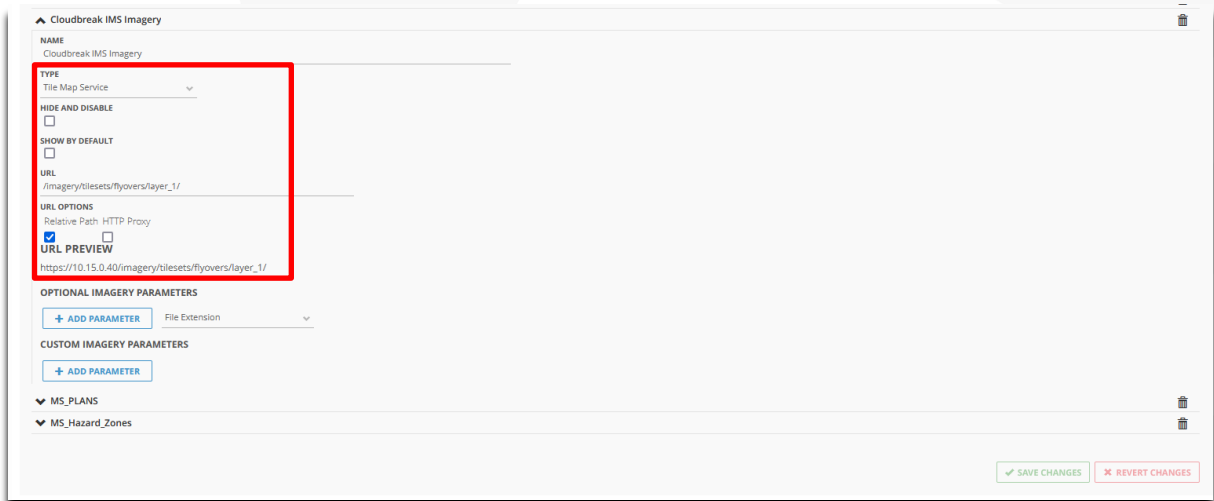 Cloudbreak IMS Imagery
NAME
Cloudbreak IMS Imagery
TYPE
Tile Map Service
HIDE AND DISABLE
SHOW BY DEFAULT
URL
/imagery/tilesets/flyovers/layer_1/
URL OPTIONS
Relative Path HTTP Proxy
URL PREVIEW
https://10.15.0.40/imagery/tilesets/flyovers/layer_1/
OPTIONAL IMAGERY PARAMETERS
+ ADD PARAMETER File Extension
CUSTOM IMAGERY PARAMETERS
+ ADD PARAMETER
MS_PLANS
MS_Hazard_Zones
SAVE CHANGES REVERT CHANGES